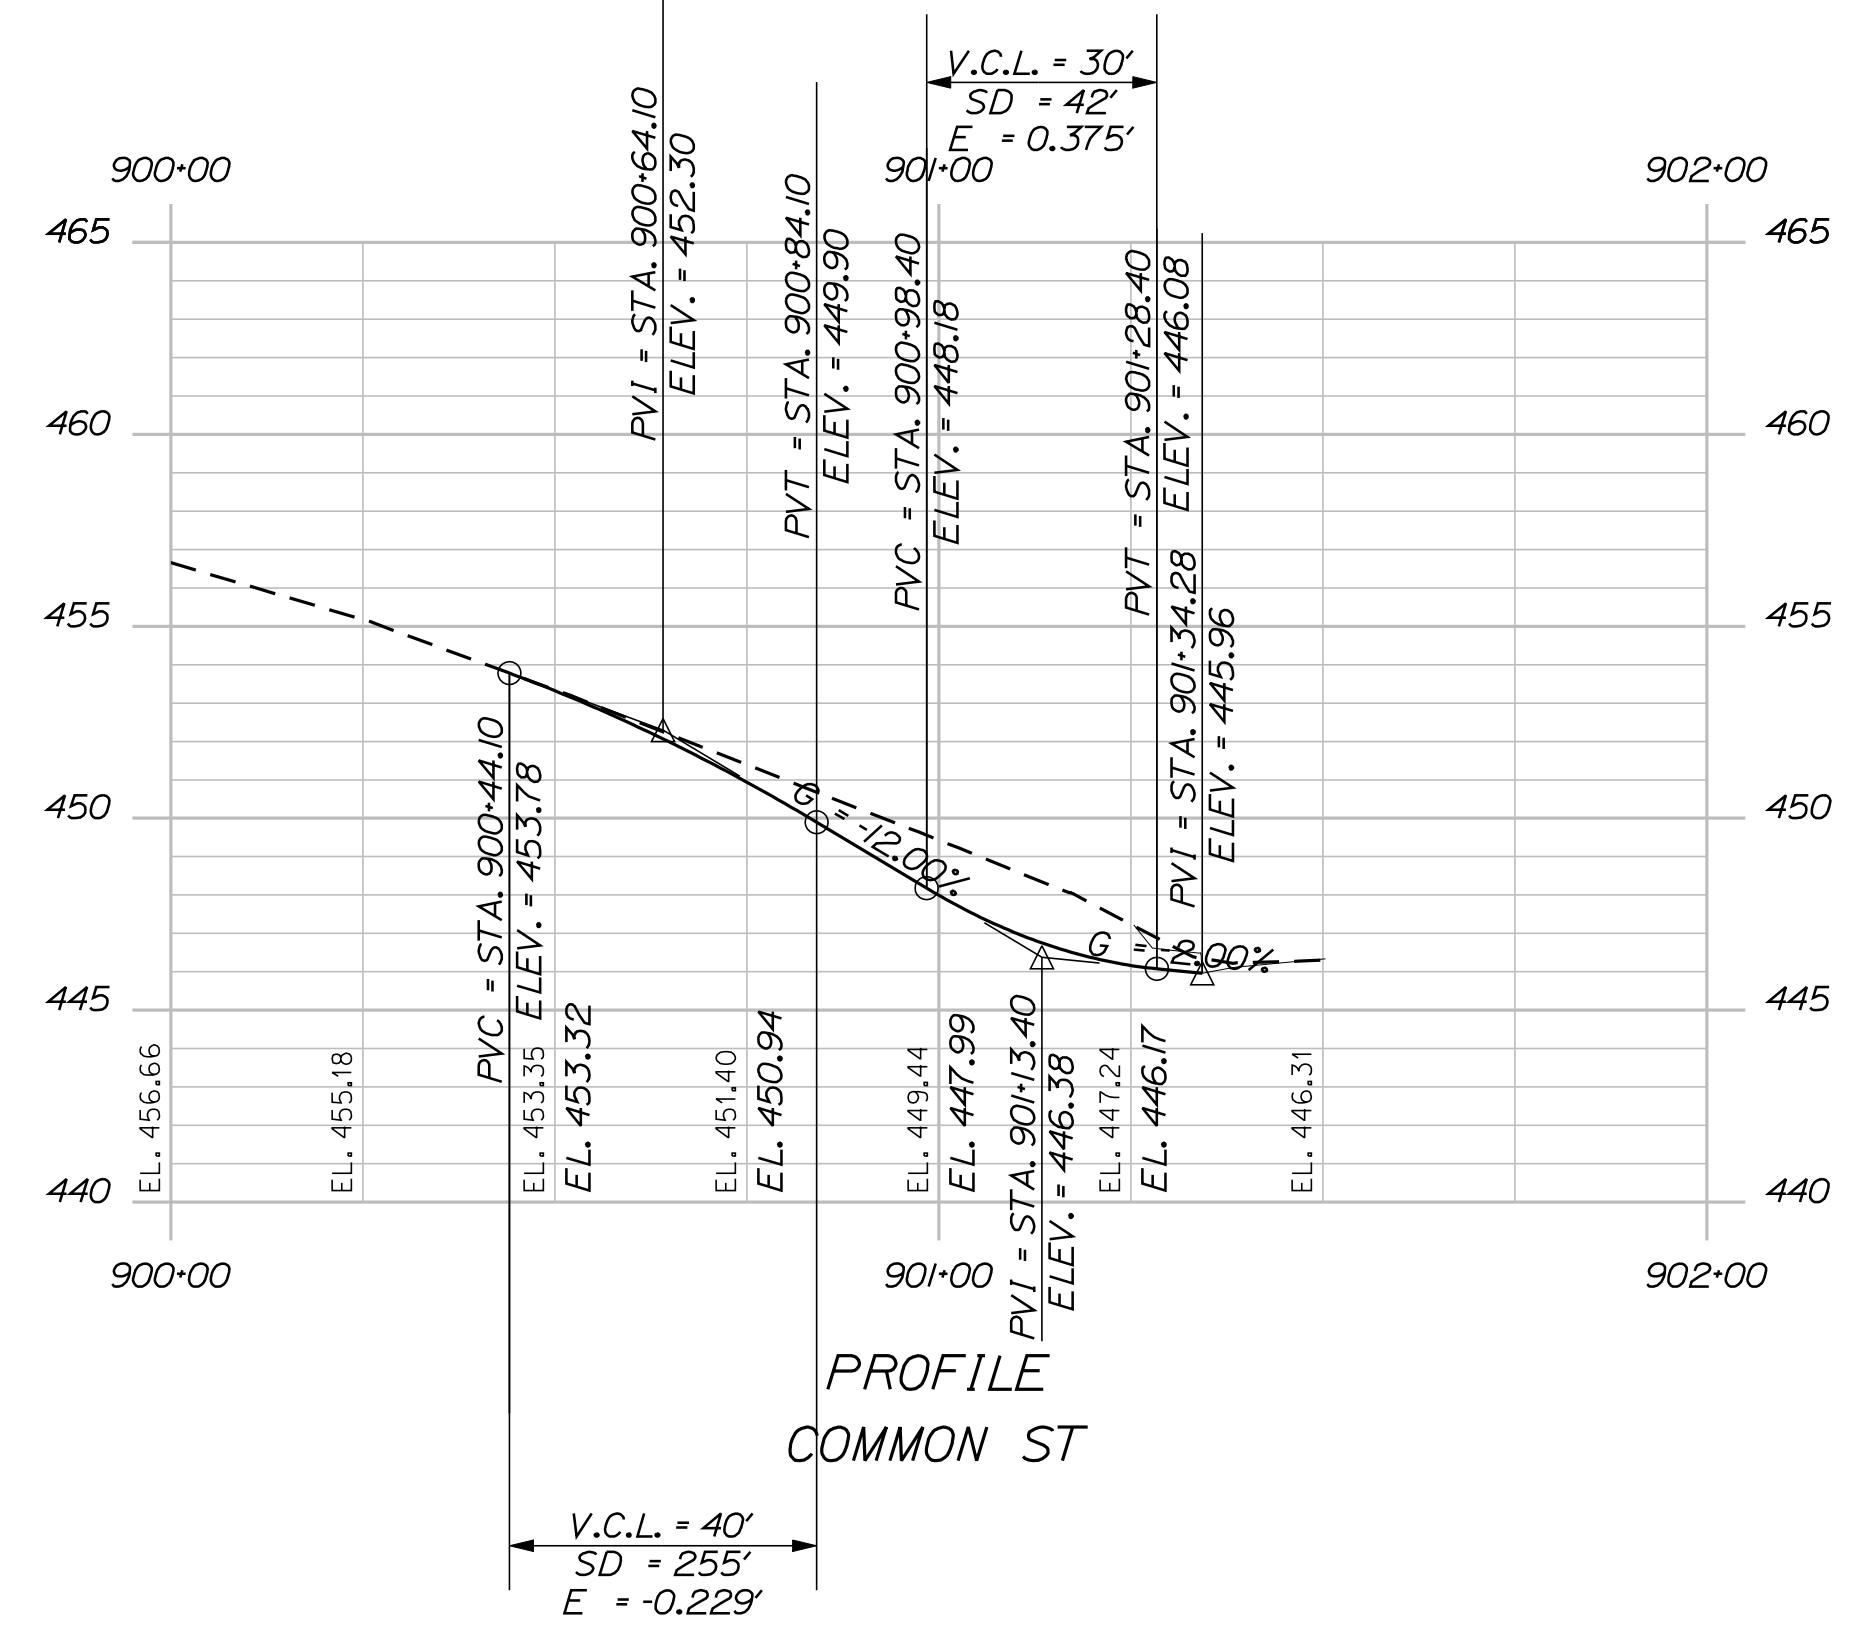 V.C.L. = 30'
SD = 42'
E = 0.375'
900+00
901+00
902+00
PVI = STA. 900+64.10
ELEV. = 452.30
PVT = STA. 900+84.10
ELEV. = 449.90
PVC = STA. 900+98.40
ELEV. = 448.18
PVT = STA. 901+28.40
ELEV. = 446.08
PVI = STA. 901+34.28
ELEV. = 445.96
465
465
460
460
455
455
450
450
445
445
440
440
PVC = STA. 900+44.10
ELEV. = 453.78
G = -12.00%
G = -2.00%
EL. 456.66
EL. 455.18
EL. 453.35
EL. 453.32
EL. 451.40
EL. 450.94
EL. 449.44
EL. 447.99
PVI = STA. 901+13.40
ELEV. = 446.38
EL. 447.24
EL. 446.17
EL. 446.31
900+00
901+00
902+00
PROFILE
COMMON ST
V.C.L. = 40'
SD = 255'
E = -0.229'